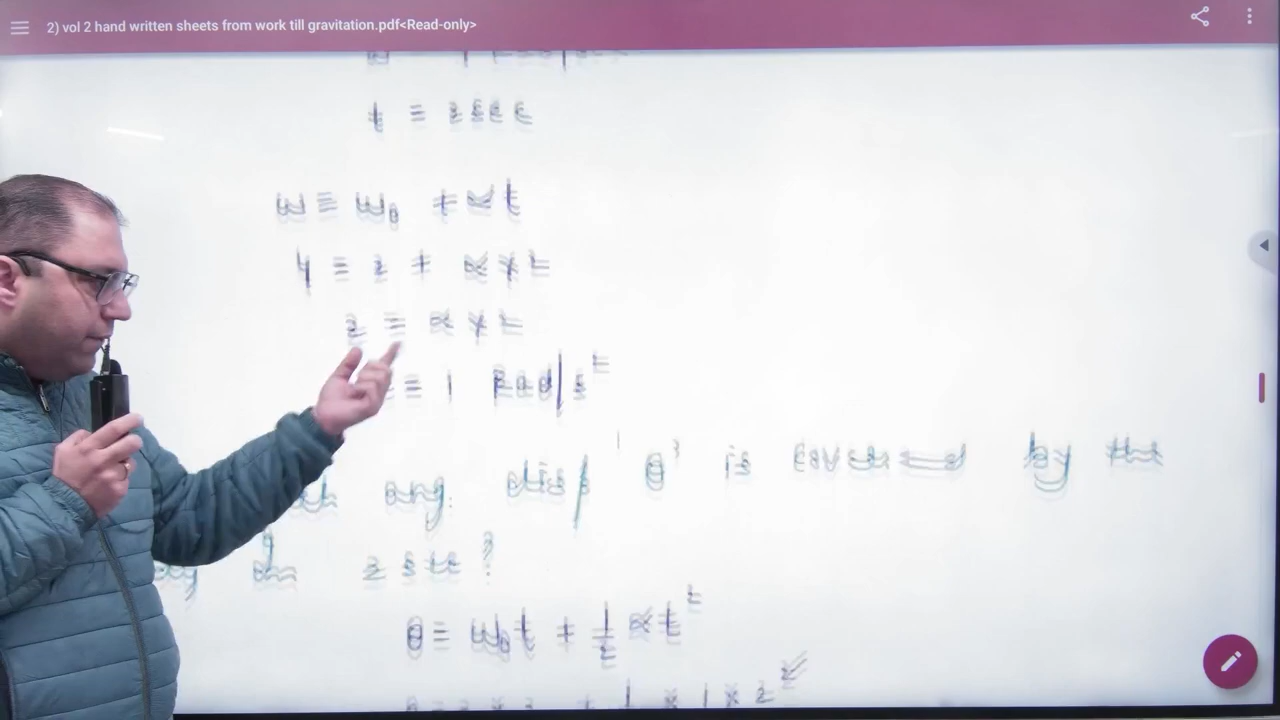 2) vol 2 hand written sheets from work till gravitation.pdf<Read-only>
t = 2 sec
ω = ω₀ + αt
4 = 2 + α × 2
2 = α × 2
= 1 Rad/s²
ang. disp 'θ' is covered by the
in 2 sec ?
θ = ω₀t + 1/2 αt²